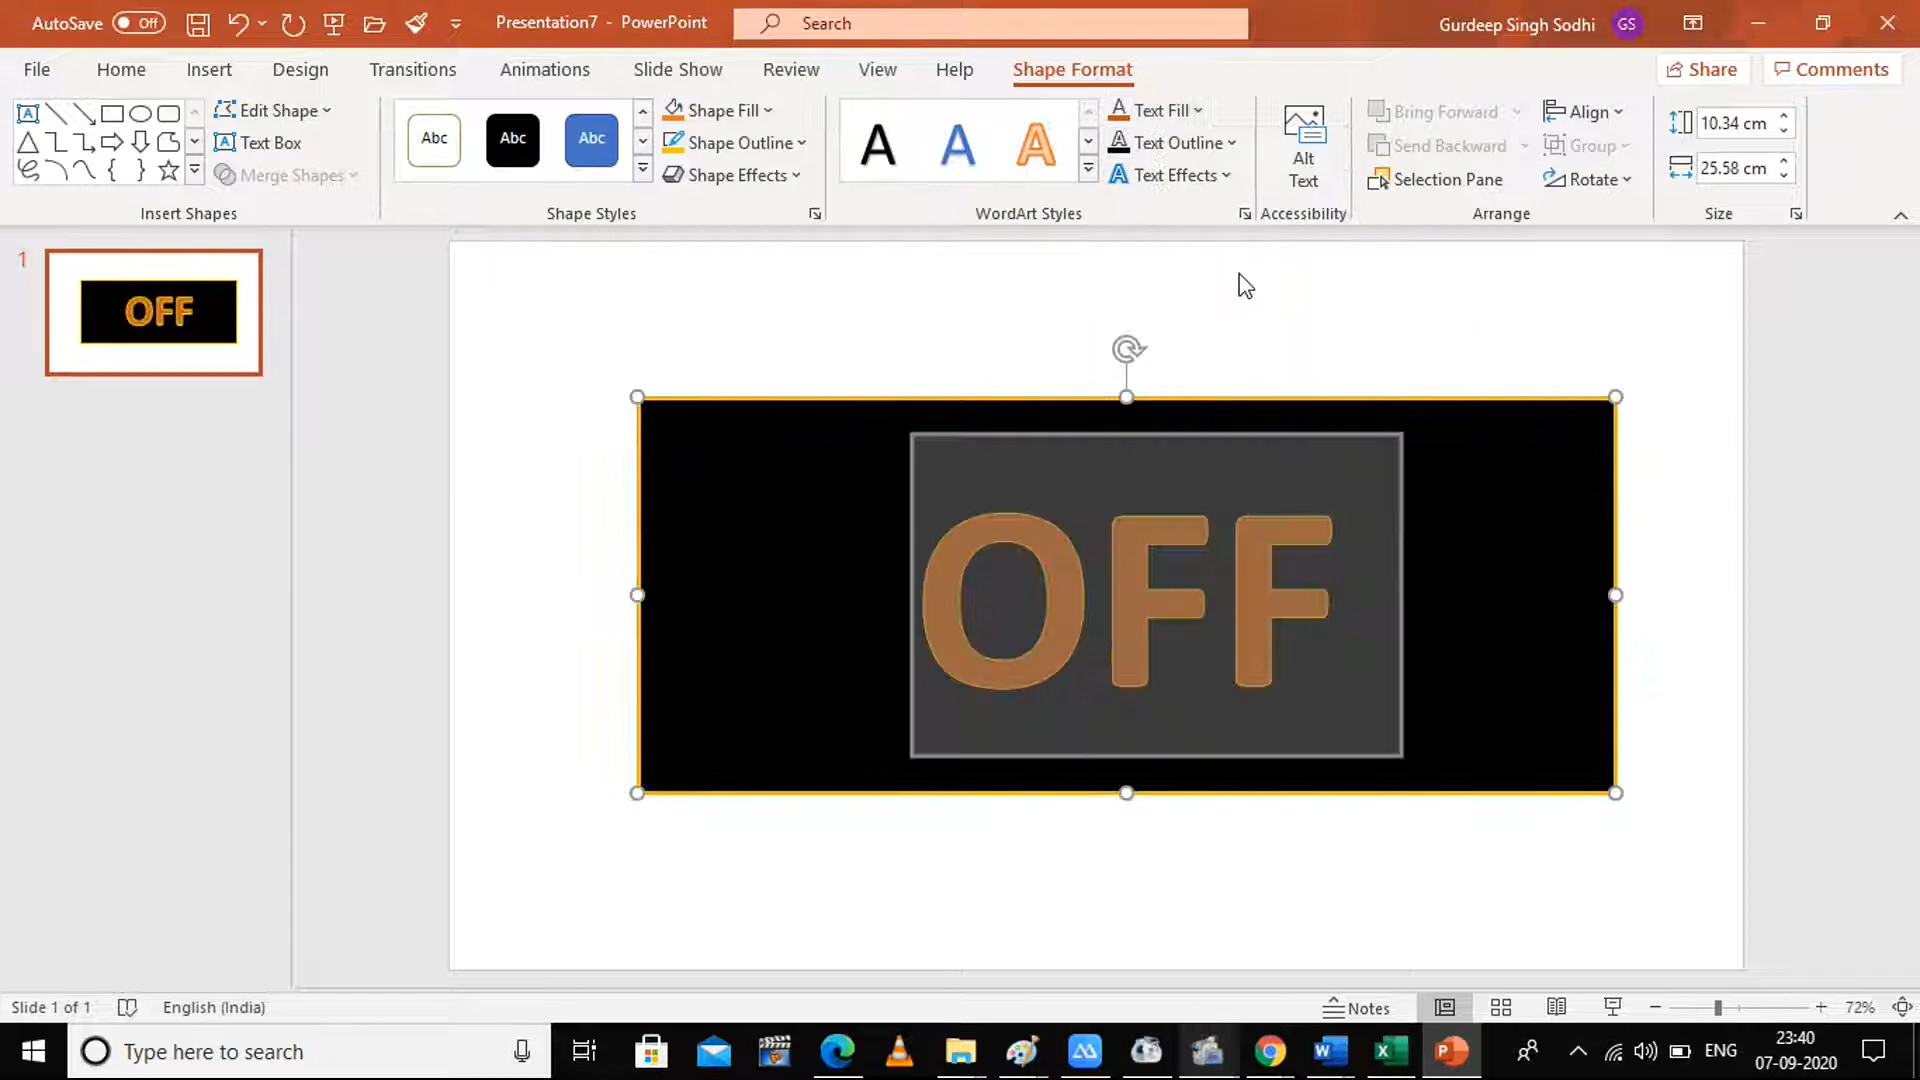 AutoSave Off Presentation7 - PowerPoint Search Gurdeep Singh Sodhi GS
File Home Insert Design Transitions Animations Slide Show Review View Help Shape Format Share Comments
A Edit Shape
A Text Box
Merge Shapes
Insert Shapes
Abc Abc Abc
Shape Fill
Shape Outline
Shape Effects
Shape Styles
A A A
A Text Fill
A Text Outline
A Text Effects
WordArt Styles
Alt
Text
Accessibility
Bring Forward Align
Send Backward Group
Selection Pane Rotate
Arrange
10.34 cm
25.58 cm
Size
1
OFF
OFF
Slide 1 of 1 English (India) Notes 72%
Type here to search
W X P
ENG
23:40
07-09-2020